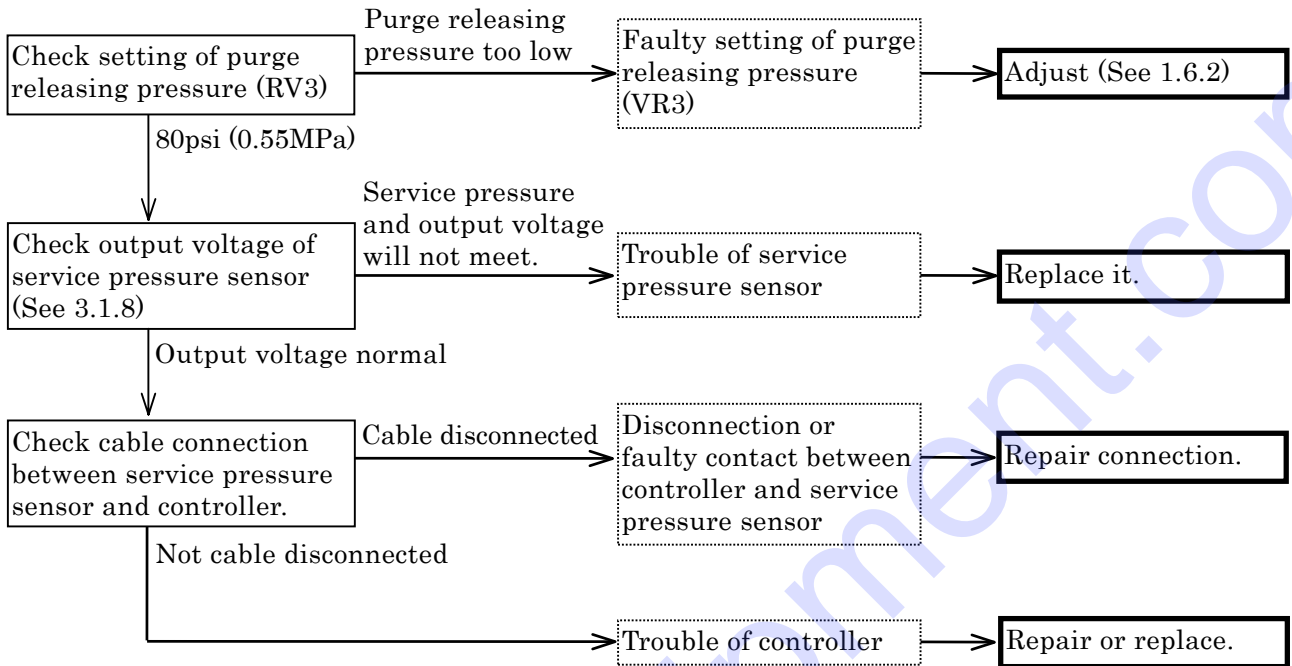 Purge releasing
pressure too low
Check setting of purge
releasing pressure (RV3)
Faulty setting of purge
releasing pressure
(VR3)
Adjust (See 1.6.2)
80psi (0.55MPa)
Service pressure
and output voltage
will not meet.
Check output voltage of
service pressure sensor
(See 3.1.8)
Trouble of service
pressure sensor
Replace it.
Output voltage normal
Check cable connection
between service pressure
sensor and controller.
Cable disconnected
Disconnection or
faulty contact between
controller and service
pressure sensor
Repair connection.
Not cable disconnected
Trouble of controller
Repair or replace.